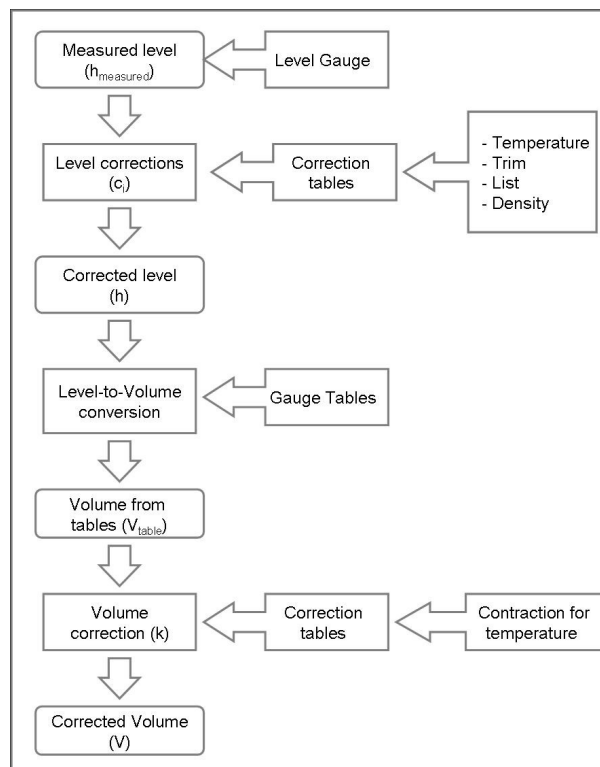 Measured level
(hmeasured)
Level Gauge
Level corrections
(ci)
Correction
tables
- Temperature
- Trim
- List
- Density
Corrected level
(h)
Level-to-Volume
conversion
Gauge Tables
Volume from
tables (Vtable)
Volume
correction (k)
Correction
tables
Contraction for
temperature
Corrected Volume
(V)